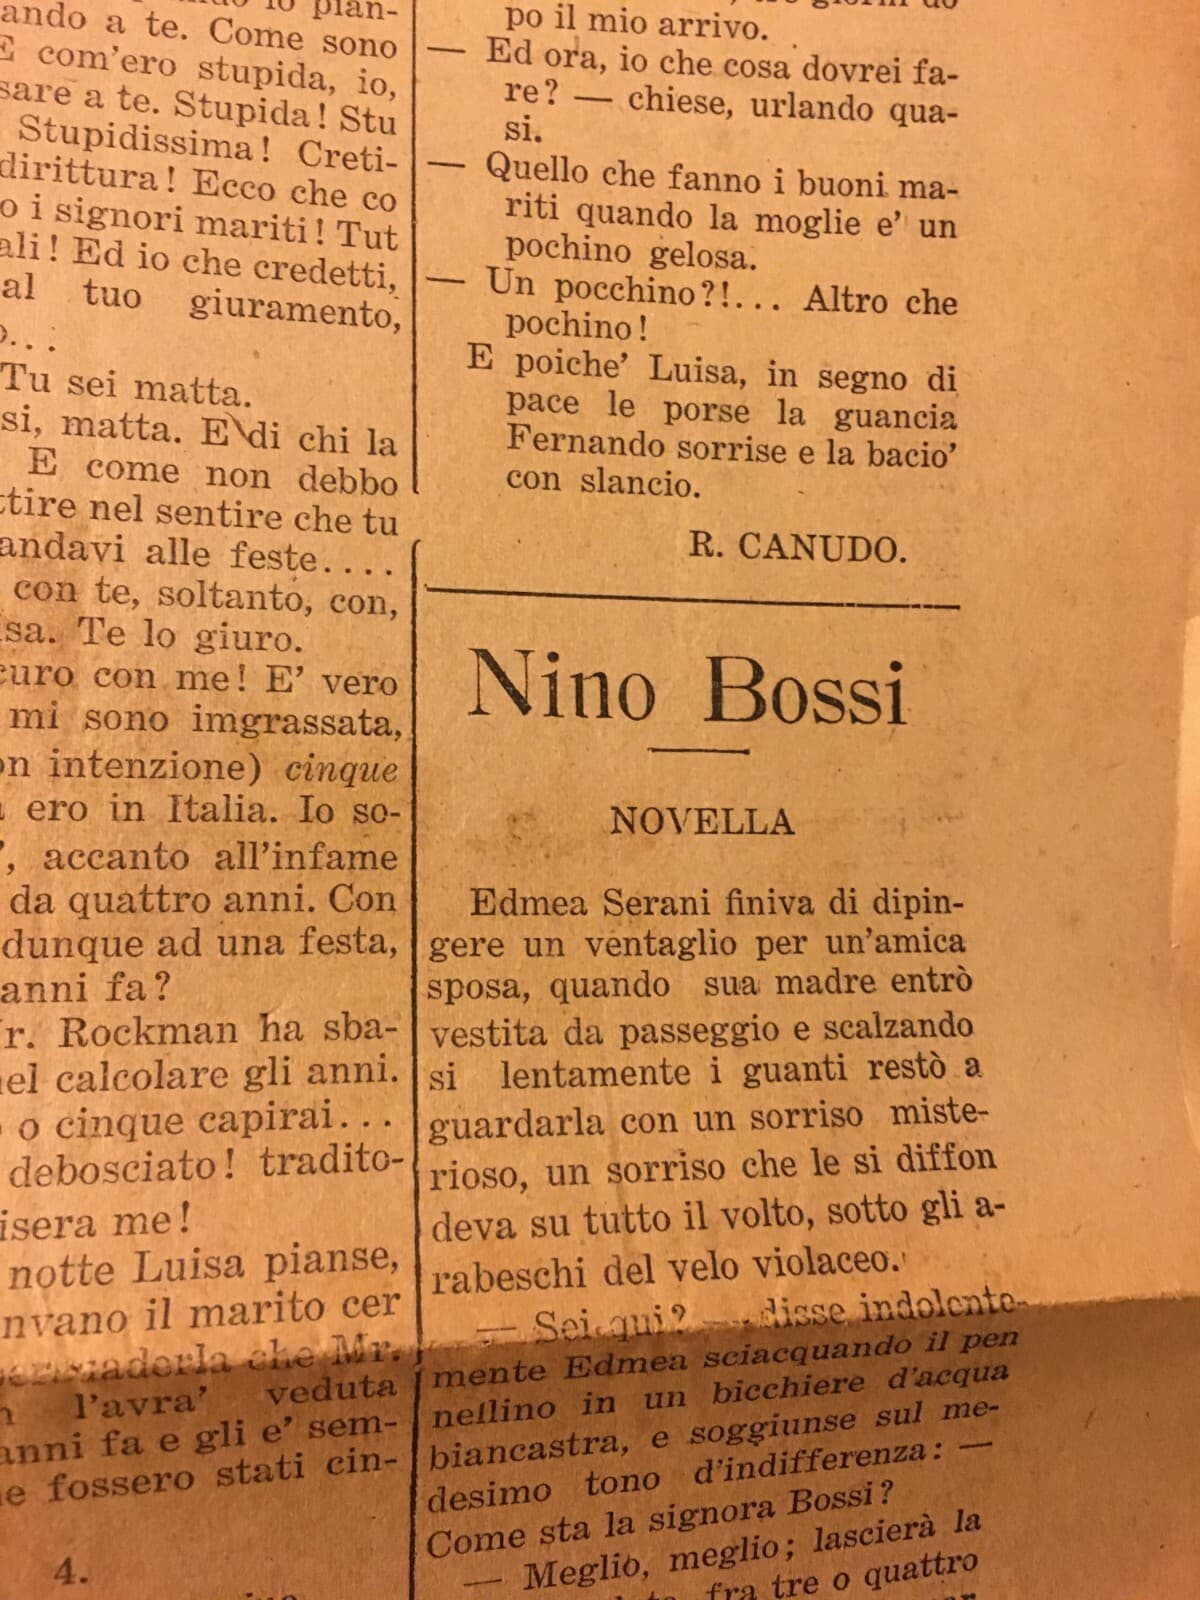 ando a te. Come sono
E com'ero stupida, io,
sare a te. Stupida! Stu
Stupidissima! Creti-
dirittura! Ecco che co
o i signori mariti! Tut
ali! Ed io che credetti,
al tuo giuramento,
o...
Tu sei matta.
si, matta. E di chi la
E come non debbo
tire nel sentire che tu
andavi alle feste....
con te, soltanto, con,
sa. Te lo giuro.
curo con me! E' vero
mi sono imgrassata,
on intenzione) cinque
ero in Italia. Io so-
', accanto all'infame
da quattro anni. Con
dunque ad una festa,
anni fa?
r. Rockman ha sba-
nel calcolare gli anni.
o cinque capirai...
debosciato! tradito-
isera me!
notte Luisa pianse,
nvano il marito cer
persuaderla che Mr.
l'avra' veduta
anni fa e gli e' sem-
e fossero stati cin-
4.
po il mio arrivo.
— Ed ora, io che cosa dovrei fa-
re? — chiese, urlando qua-
si.
— Quello che fanno i buoni ma-
riti quando la moglie e' un
pochino gelosa.
— Un pocchino?!... Altro che
pochino!
E poiche' Luisa, in segno di
pace le porse la guancia
Fernando sorrise e la bacio'
con slancio.
R. CANUDO.
Nino Bossi
NOVELLA
Edmea Serani finiva di dipin-
gere un ventaglio per un'amica
sposa, quando sua madre entrò
vestita da passeggio e scalzando
si lentamente i guanti restò a
guardarla con un sorriso miste-
rioso, un sorriso che le si diffon
deva su tutto il volto, sotto gli a-
rabeschi del velo violaceo.
— Sei qui? — disse indolente-
mente Edmea sciacquando il pen
nellino in un bicchiere d'acqua
biancastra, e soggiunse sul me-
desimo tono d'indifferenza: —
Come sta la signora Bossi?
— Meglio, meglio; lascierà la
fra tre o quattro